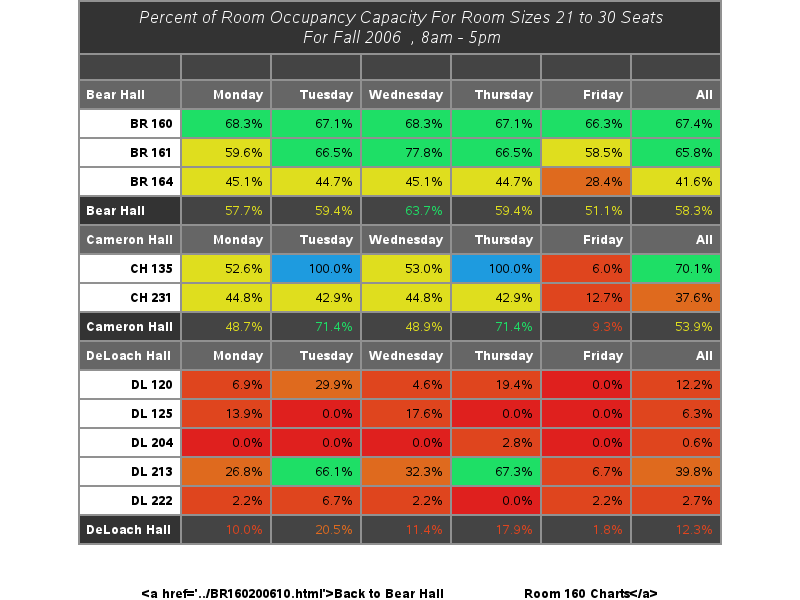 Percent of Room Occupancy Capacity For Room Sizes 21 to 30 Seats
For Fall 2006 , 8am - 5pm
Bear Hall Monday Tuesday Wednesday Thursday Friday All
BR 160 68.3% 67.1% 68.3% 67.1% 66.3% 67.4%
BR 161 59.6% 66.5% 77.8% 66.5% 58.5% 65.8%
BR 164 45.1% 44.7% 45.1% 44.7% 28.4% 41.6%
Bear Hall 57.7% 59.4% 63.7% 59.4% 51.1% 58.3%
Cameron Hall Monday Tuesday Wednesday Thursday Friday All
CH 135 52.6% 100.0% 53.0% 100.0% 6.0% 70.1%
CH 231 44.8% 42.9% 44.8% 42.9% 12.7% 37.6%
Cameron Hall 48.7% 71.4% 48.9% 71.4% 9.3% 53.9%
DeLoach Hall Monday Tuesday Wednesday Thursday Friday All
DL 120 6.9% 29.9% 4.6% 19.4% 0.0% 12.2%
DL 125 13.9% 0.0% 17.6% 0.0% 0.0% 6.3%
DL 204 0.0% 0.0% 0.0% 2.8% 0.0% 0.6%
DL 213 26.8% 66.1% 32.3% 67.3% 6.7% 39.8%
DL 222 2.2% 6.7% 2.2% 0.0% 2.2% 2.7%
DeLoach Hall 10.0% 20.5% 11.4% 17.9% 1.8% 12.3%
<a href='../BR160200610.html'>Back to Bear Hall Room 160 Charts</a>